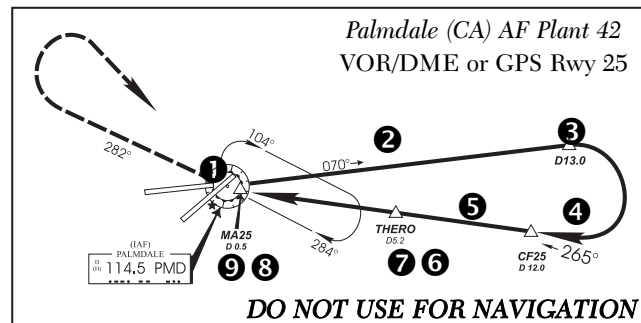 Palmdale (CA) AF Plant 42
VOR/DME or GPS Rwy 25
282°
1
104°
2
070°→
3
D13.0
284°
MA25
D 0.5
THERO
D5.2
5
4
CF25
D 12.0
265°
9 8
7 6
(IAF)
PALMDALE
D
(H) 114.5 PMD
DO NOT USE FOR NAVIGATION